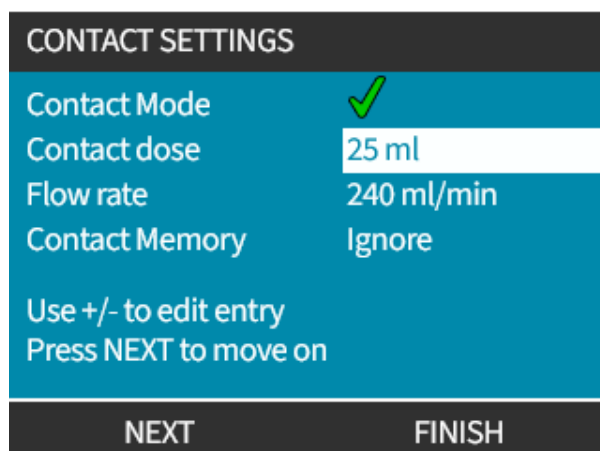 CONTACT SETTINGS
Contact Mode
Contact dose 25 ml
Flow rate 240 ml/min
Contact Memory Ignore
Use +/- to edit entry
Press NEXT to move on
NEXT FINISH